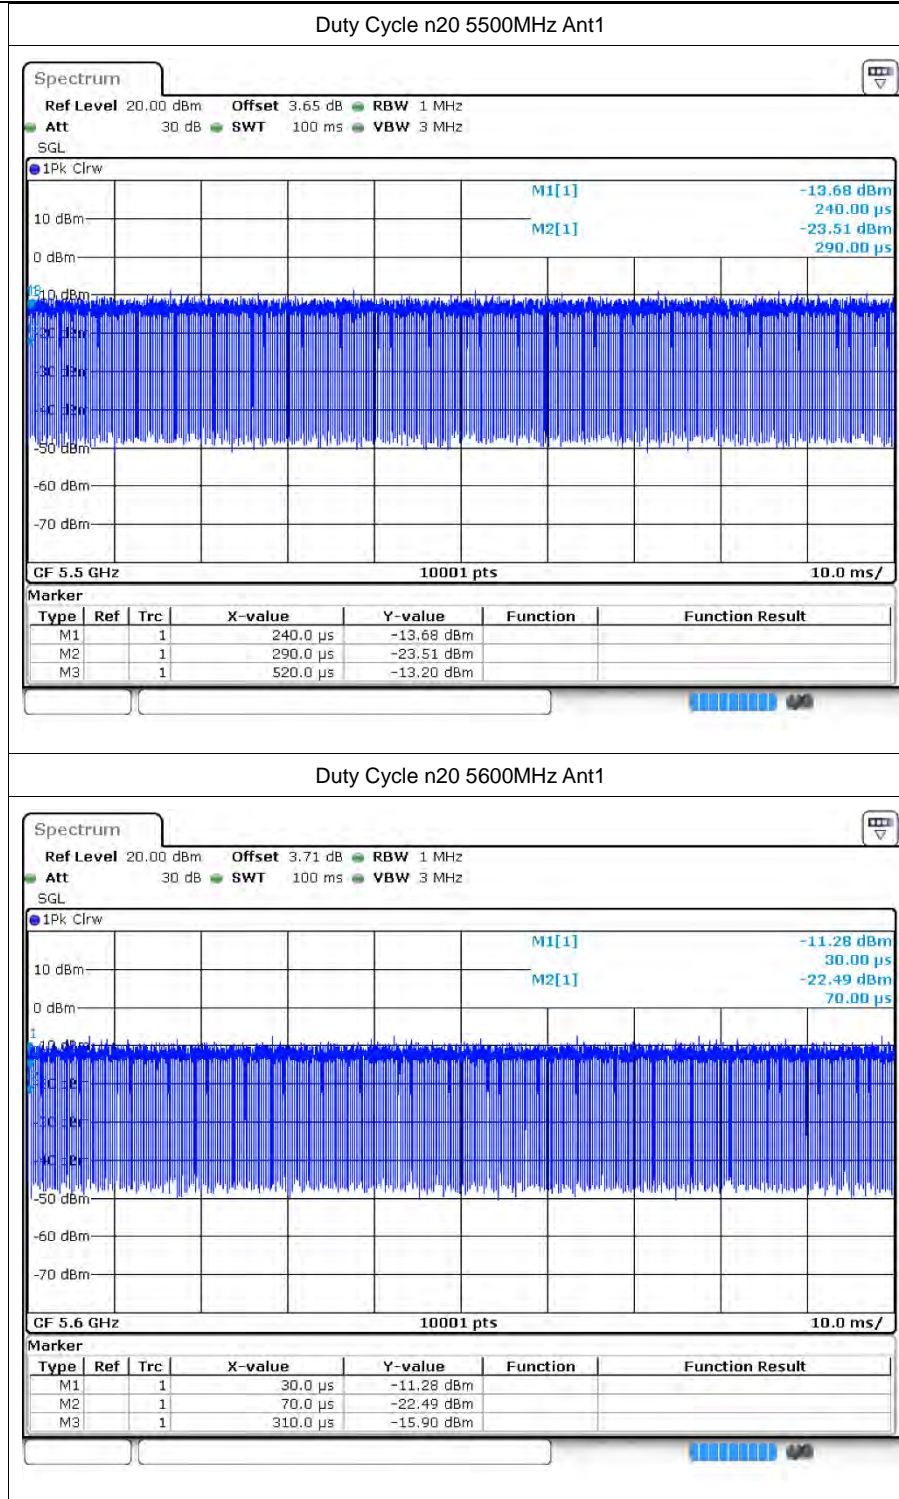 Duty Cycle n20 5500MHz Ant1
Spectrum
Ref Level 20.00 dBm Offset 3.65 dB RBW 1 MHz
Att 30 dB SWT 100 ms VBW 3 MHz
SGL
1Pk Clrw
M1[1] -13.68 dBm
240.00 µs
10 dBm
M2[1] -23.51 dBm
290.00 µs
0 dBm
-50 dBm
-60 dBm
-70 dBm
CF 5.5 GHz 10001 pts 10.0 ms/
Marker
Type Ref Trc X-value Y-value Function Function Result
M1 1 240.0 µs -13.68 dBm
M2 1 290.0 µs -23.51 dBm
M3 1 520.0 µs -13.20 dBm
Duty Cycle n20 5600MHz Ant1
Spectrum
Ref Level 20.00 dBm Offset 3.71 dB RBW 1 MHz
Att 30 dB SWT 100 ms VBW 3 MHz
SGL
1Pk Clrw
M1[1] -11.28 dBm
30.00 µs
10 dBm
M2[1] -22.49 dBm
70.00 µs
0 dBm
-50 dBm
-60 dBm
-70 dBm
CF 5.6 GHz 10001 pts 10.0 ms/
Marker
Type Ref Trc X-value Y-value Function Function Result
M1 1 30.0 µs -11.28 dBm
M2 1 70.0 µs -22.49 dBm
M3 1 310.0 µs -15.90 dBm